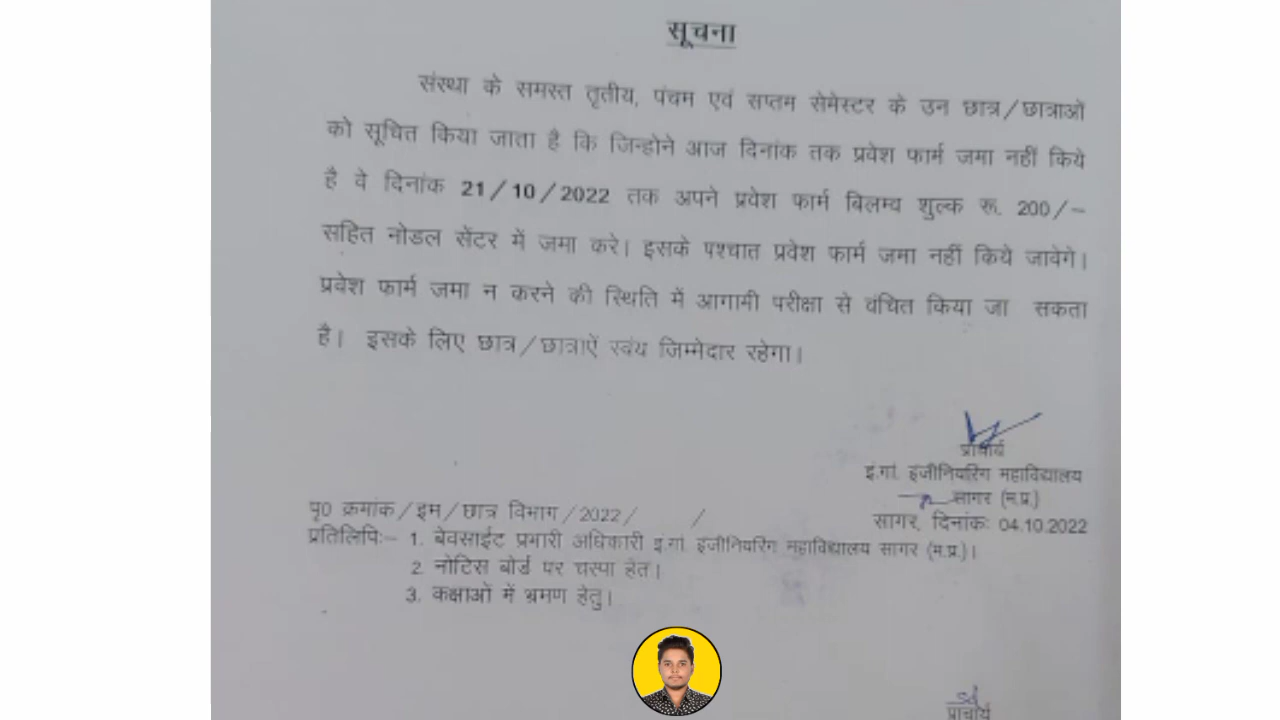 सूचना
संस्था के समस्त तृतीय, पंचम एवं सप्तम सेमेस्टर के उन छात्र/छात्राओं
को सूचित किया जाता है कि जिन्होने आज दिनांक तक प्रवेश फार्म जमा नहीं किये
है वे दिनांक 21/10/2022 तक अपने प्रवेश फार्म बिलम्व शुल्क रू. 200/–
सहित नोडल सेंटर में जमा करे। इसके पश्चात प्रवेश फार्म जमा नहीं किये जावेगे।
प्रवेश फार्म जमा न करने की स्थिति में आगामी परीक्षा से वंचित किया जा सकता
है। इसके लिए छात्र/छात्राऐं स्वंय जिम्मेदार रहेगा।
प्राचार्य
इं.गां. इंजीनियरिंग महाविद्यालय
सागर (म.प्र.)
सागर, दिनांकः 04.10.2022
पृ0 क्रमांक/इम/छात्र विभाग/2022/ /
प्रतिलिपिः– 1. बेवसाईट प्रभारी अधिकारी इं.गां. इंजीनियरिंग महाविद्यालय सागर (म.प्र.)।
2. नोटिस बोर्ड पर चस्पा हेतु।
3. कक्षाओं में भ्रमण हेतु।
sd
प्राचार्य